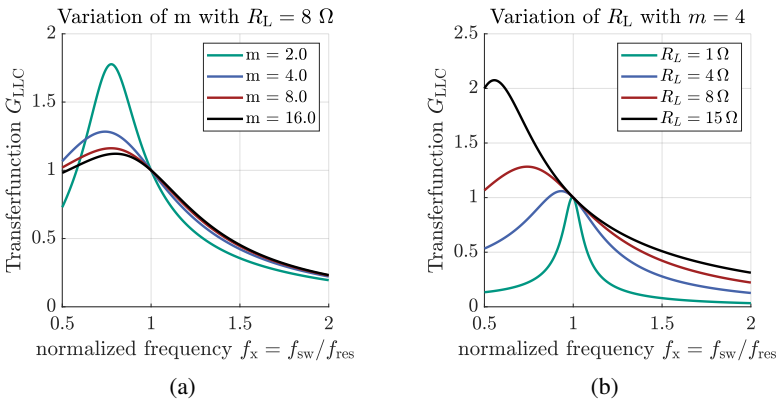 Variation of m with R_L = 8 Ω
Transferfunction G_LLC
2
1.5
1
0.5
0
m = 2.0
m = 4.0
m = 8.0
m = 16.0
0.5 1 1.5 2
normalized frequency f_x = f_sw/f_res
(a)
Variation of R_L with m = 4
Transferfunction G_LLC
2.5
2
1.5
1
0.5
0
R_L = 1 Ω
R_L = 4 Ω
R_L = 8 Ω
R_L = 15 Ω
0.5 1 1.5 2
normalized frequency f_x = f_sw/f_res
(b)